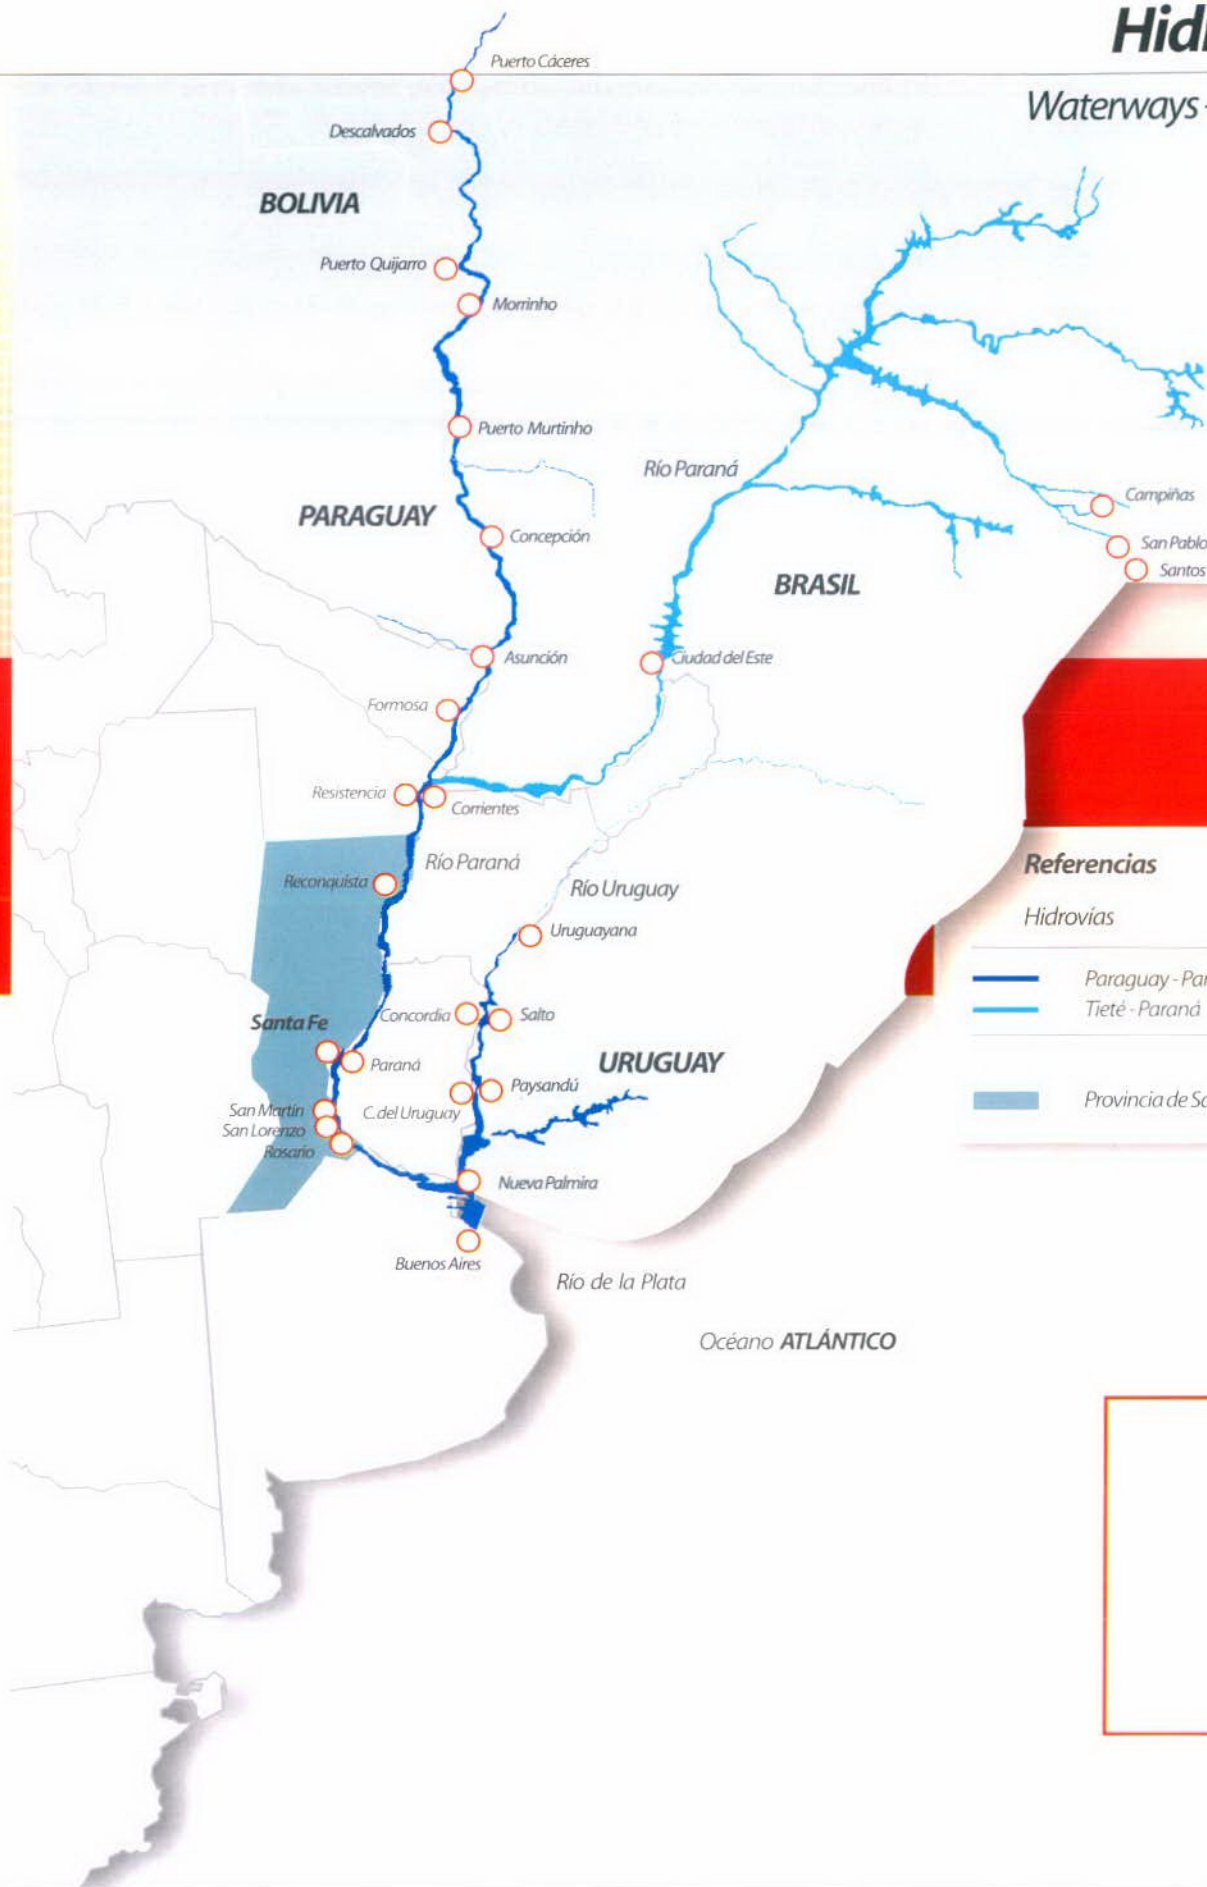 Hid
Waterways -
Puerto Cáceres
Descalvados
BOLIVIA
Puerto Quijarro
Morrinho
Puerto Murtinho
Río Paraná
Campiñas
PARAGUAY
Concepción
San Pablo
Santos
BRASIL
Asunción
Ciudad del Este
Formosa
Resistencia
Corrientes
Río Paraná
Reconquista
Río Uruguay
Uruguayana
Referencias
Hidrovías
Paraguay - Par
Tieté - Paraná
Provincia de Sa
Concordia
Salto
Santa Fe
Paraná
URUGUAY
Paysandú
C. del Uruguay
San Martín
San Lorenzo
Rosario
Nueva Palmira
Buenos Aires
Río de la Plata
Océano ATLÁNTICO